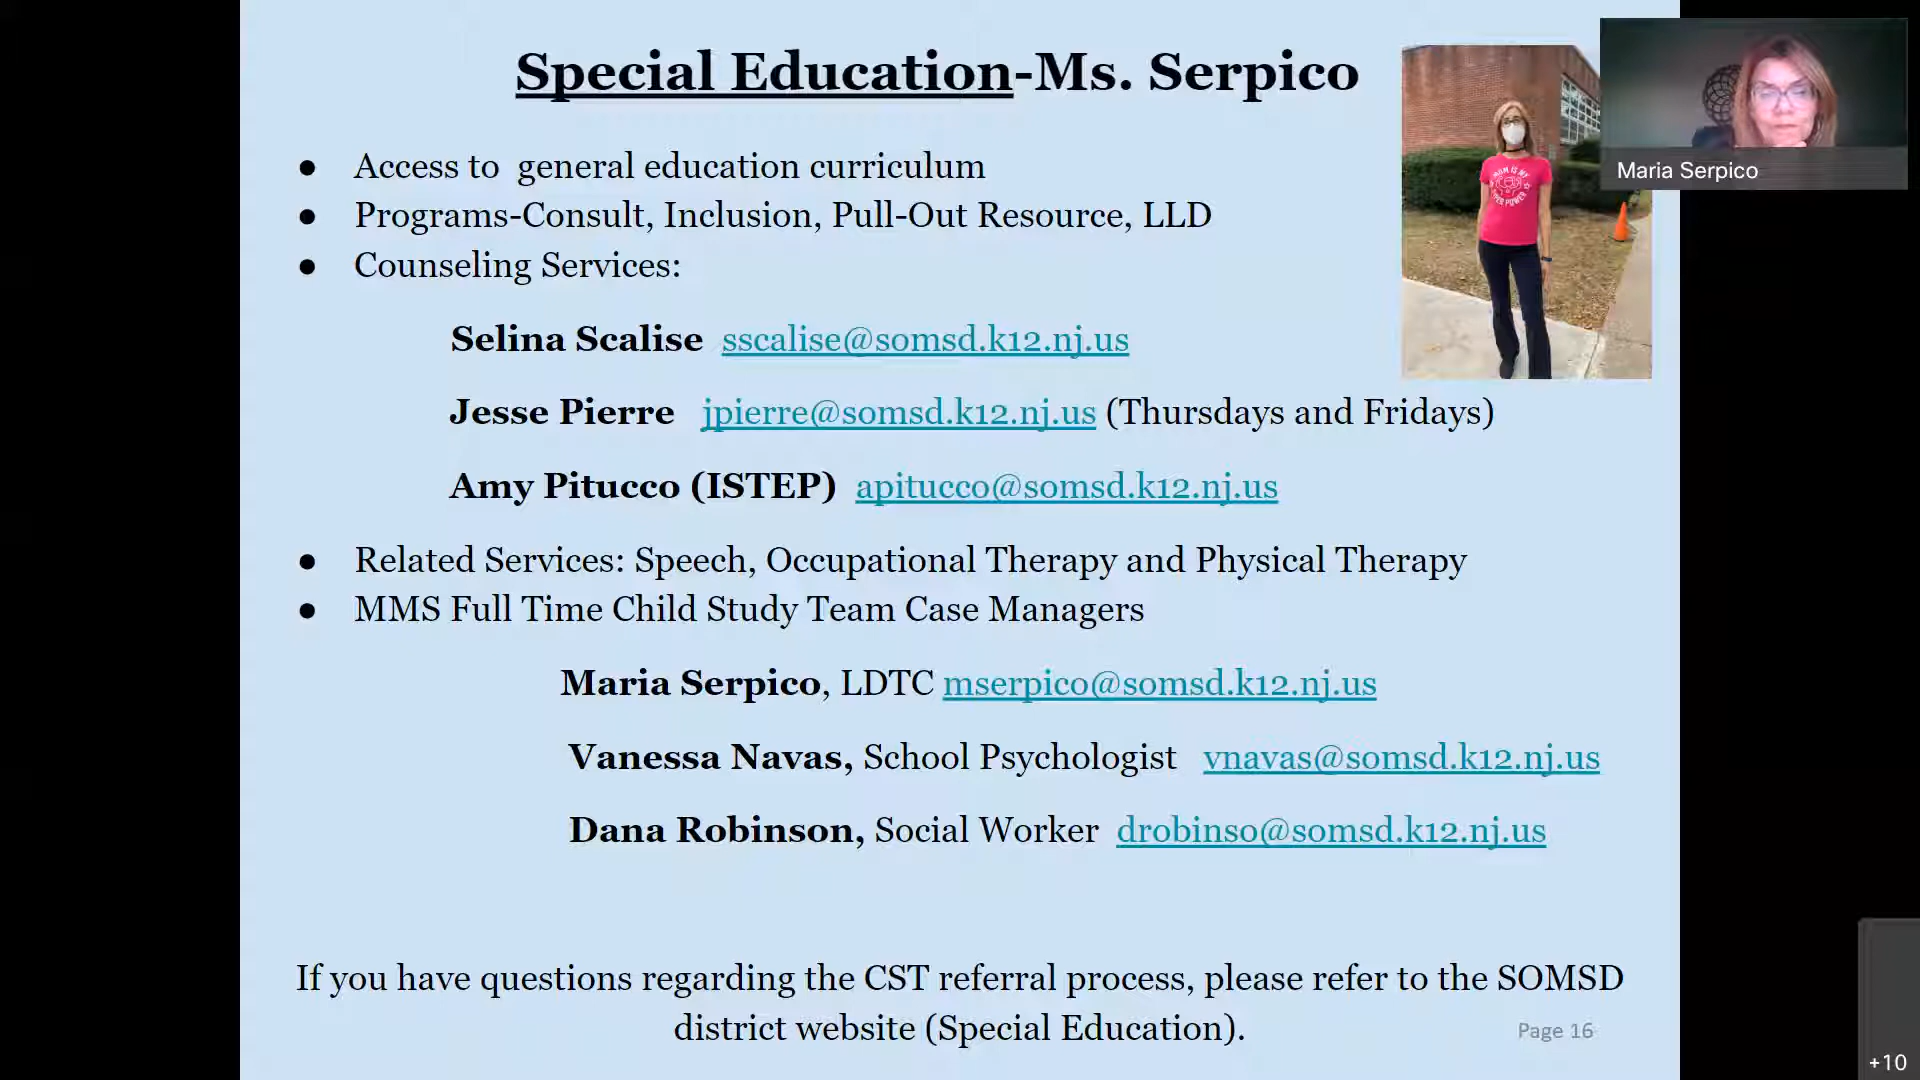 Special Education-Ms. Serpico
Maria Serpico
● Access to general education curriculum
● Programs-Consult, Inclusion, Pull-Out Resource, LLD
● Counseling Services:
Selina Scalise sscalise@somsd.k12.nj.us
Jesse Pierre jpierre@somsd.k12.nj.us (Thursdays and Fridays)
Amy Pitucco (ISTEP) apitucco@somsd.k12.nj.us
● Related Services: Speech, Occupational Therapy and Physical Therapy
● MMS Full Time Child Study Team Case Managers
Maria Serpico, LDTC mserpico@somsd.k12.nj.us
Vanessa Navas, School Psychologist vnavas@somsd.k12.nj.us
Dana Robinson, Social Worker drobinso@somsd.k12.nj.us
If you have questions regarding the CST referral process, please refer to the SOMSD
district website (Special Education).
Page 16
+10